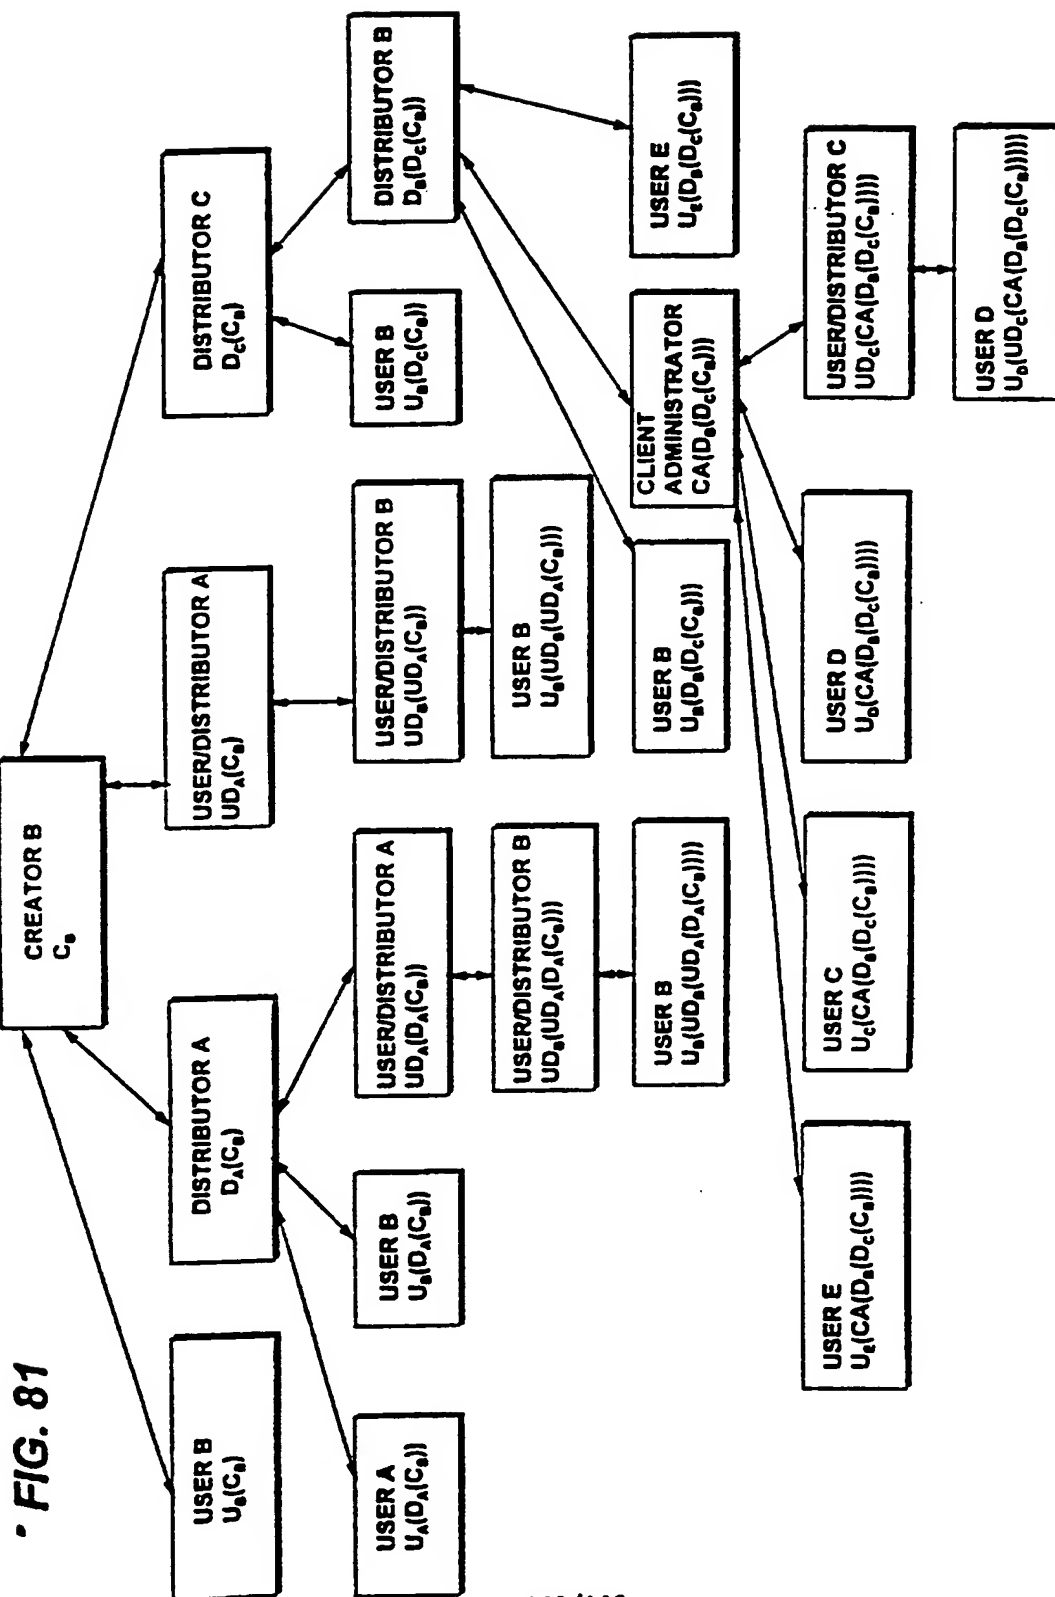 FIG. 81
CREATOR B
C_B
USER B
U_B(C_B)
DISTRIBUTOR A
D_A(C_B)
USER/DISTRIBUTOR A
UD_A(C_B)
DISTRIBUTOR C
D_C(C_B)
USER A
U_A(D_A(C_B))
USER B
U_B(D_A(C_B))
USER/DISTRIBUTOR A
UD_A(D_A(C_B))
USER/DISTRIBUTOR B
UD_B(UD_A(C_B))
USER B
U_B(D_C(C_B))
DISTRIBUTOR B
D_B(D_C(C_B))
USER/DISTRIBUTOR B
UD_B(UD_A(D_A(C_B)))
USER B
U_B(UD_B(UD_A(C_B)))
USER B
U_B(UD_B(UD_A(D_A(C_B))))
USER B
U_B(D_B(D_C(C_B)))
CLIENT
ADMINISTRATOR
CA(D_B(D_C(C_B)))
USER E
U_E(D_B(D_C(C_B)))
USER E
U_E(CA(D_B(D_C(C_B))))
USER C
U_C(CA(D_B(D_C(C_B))))
USER D
U_D(CA(D_B(D_C(C_B))))
USER/DISTRIBUTOR C
UD_C(CA(D_B(D_C(C_B))))
USER D
U_D(UD_C(CA(D_B(D_C(C_B)))))